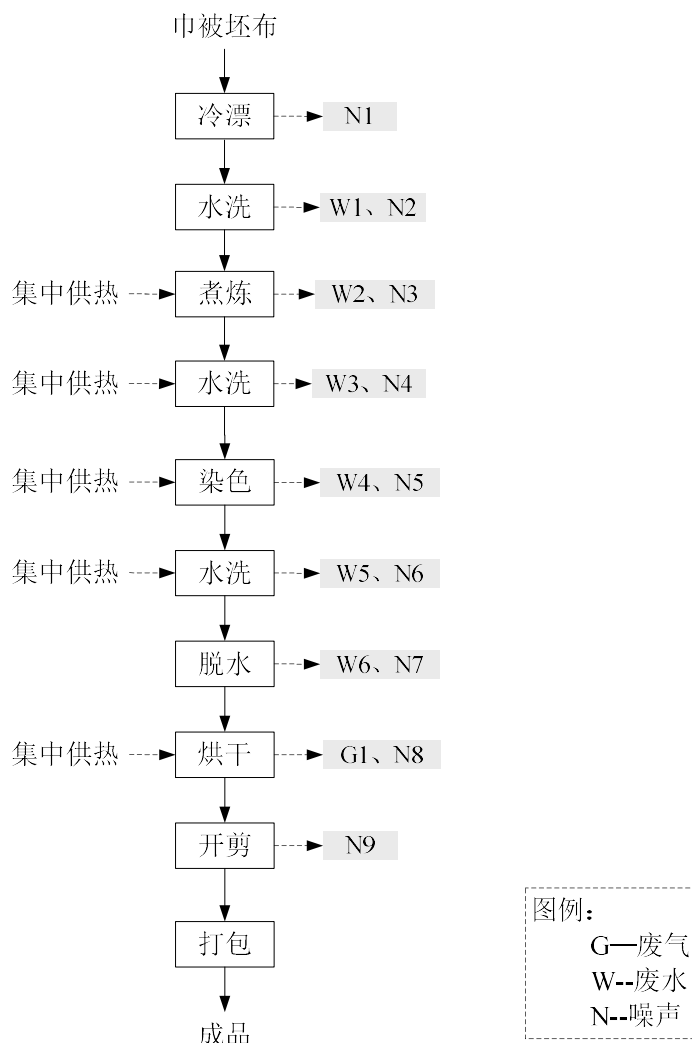 巾被坯布
冷漂
N1
水洗
W1、N2
集中供热
煮炼
W2、N3
集中供热
水洗
W3、N4
集中供热
染色
W4、N5
集中供热
水洗
W5、N6
脱水
W6、N7
集中供热
烘干
G1、N8
开剪
N9
打包
成品
图例：
G—废气
W--废水
N--噪声